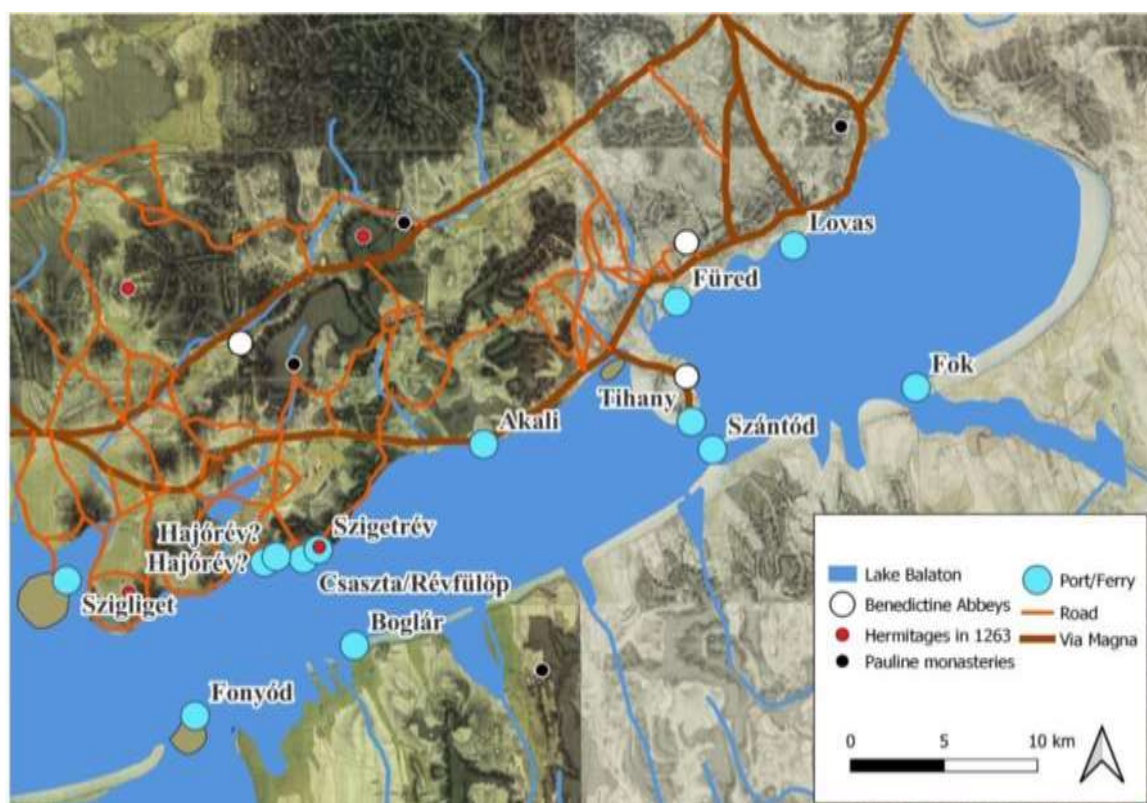 Lovas
Füred
Fok
Tihany
Akali
Szántód
Hajórév?
Szigetrév
Hajórév?
Csaszta/Révfülöp
Szigliget
Boglár
Fonyód
Lake Balaton
Benedictine Abbeys
Hermitages in 1263
Pauline monasteries
Port/Ferry
Road
Via Magna
0 5 10 km